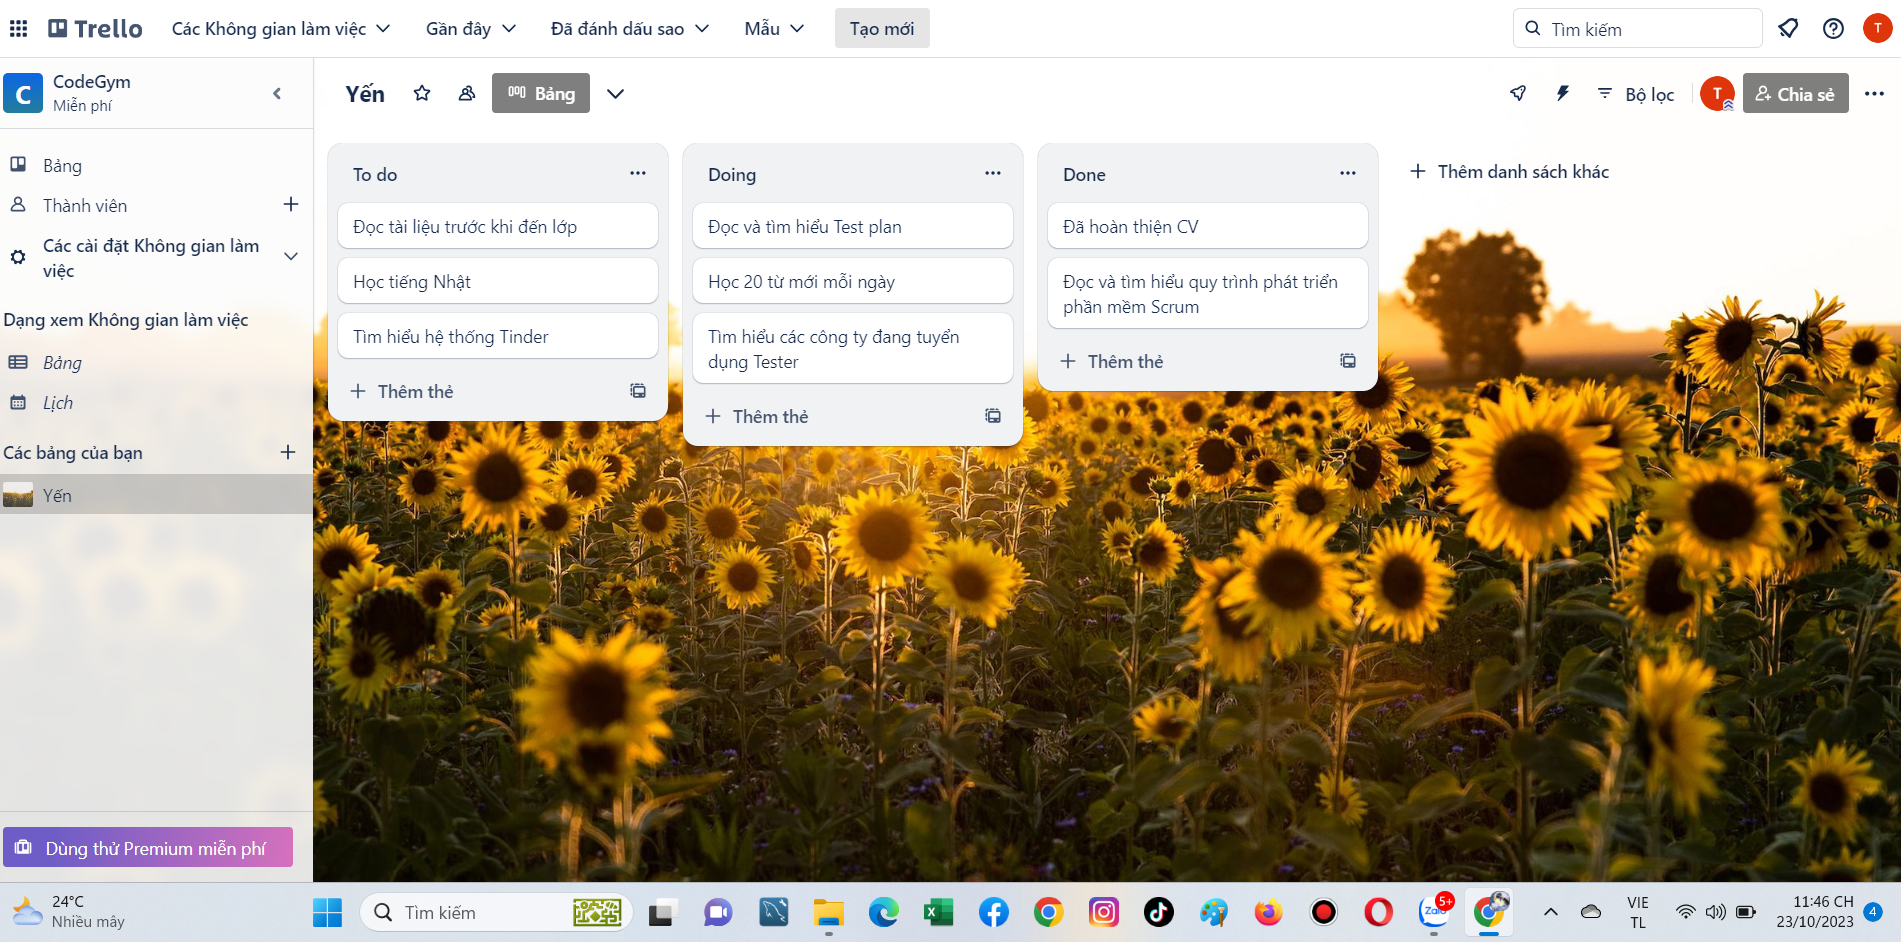 Trello
Các Không gian làm việc
Gần đây
Đã đánh dấu sao
Mẫu
Tạo mới
Tìm kiếm
T
C
CodeGym
Miễn phí
Yến
Bảng
Bộ lọc
T
Chia sẻ
Bảng
Thành viên
Các cài đặt Không gian làm
việc
Dạng xem Không gian làm việc
Bảng
Lịch
Các bảng của bạn
Yến
Dùng thử Premium miễn phí
To do
Đọc tài liệu trước khi đến lớp
Học tiếng Nhật
Tìm hiểu hệ thống Tinder
Thêm thẻ
Doing
Đọc và tìm hiểu Test plan
Học 20 từ mới mỗi ngày
Tìm hiểu các công ty đang tuyển
dụng Tester
Thêm thẻ
Done
Đã hoàn thiện CV
Đọc và tìm hiểu quy trình phát triển
phần mềm Scrum
Thêm thẻ
Thêm danh sách khác
24°C
Nhiều mây
Tìm kiếm
Zalo
5+
VIE
TL
11:46 CH
23/10/2023
4